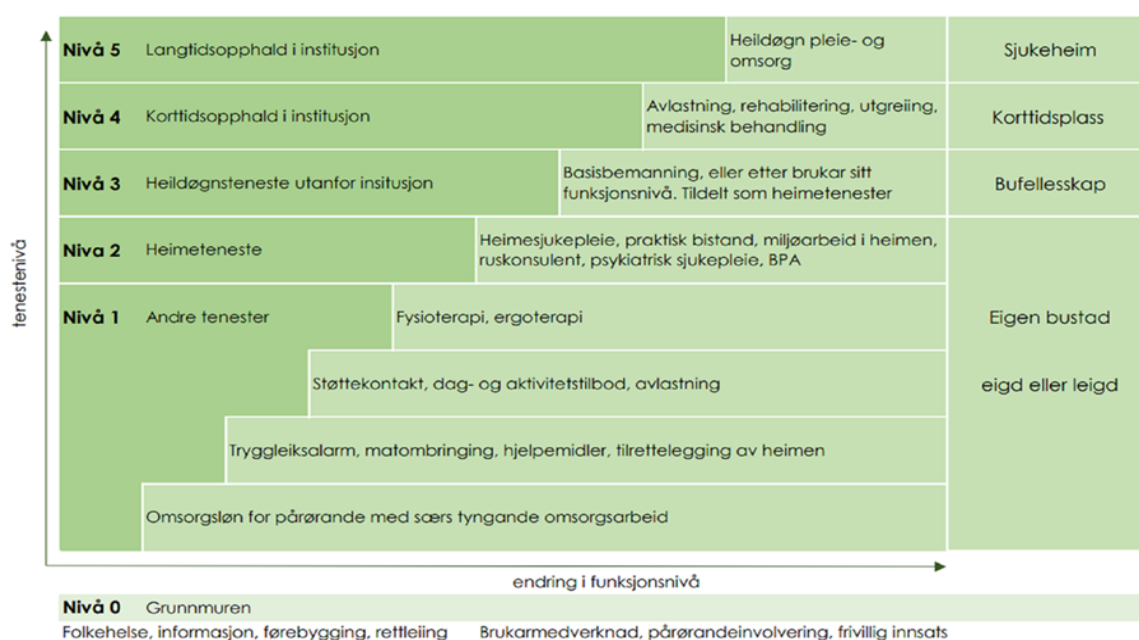 Nivå 5 Langtidsopphald i institusjon
Heildøgn pleie- og
omsorg
Sjukeheim
Nivå 4 Korttidsopphald i institusjon
Avlastning, rehabilitering, utgreiing,
medisinsk behandling
Korttidsplass
Nivå 3 Heildøgnsteneste utanfor insitusjon
Basisbemanning, eller etter brukar sitt
funksjonsnivå. Tildelt som heimetenester
Bufellesskap
Niva 2 Heimeteneste
Heimesjukepleie, praktisk bistand, miljøarbeid i heimen,
ruskonsulent, psykiatrisk sjukepleie, BPA
Nivå 1 Andre tenester
Fysioterapi, ergoterapi
Eigen bustad
Støttekontakt, dag- og aktivitetstilbod, avlastning
eigd eller leigd
Tryggleiksalarm, matombringing, hjelpemidler, tilrettelegging av heimen
Omsorgsløn for pårørande med særs tyngande omsorgsarbeid
tenestenivå
endring i funksjonsnivå
Nivå 0 Grunnmuren
Folkehelse, informasjon, førebygging, rettleiing
Brukarmedverknad, pårørandeinvolvering, frivillig innsats